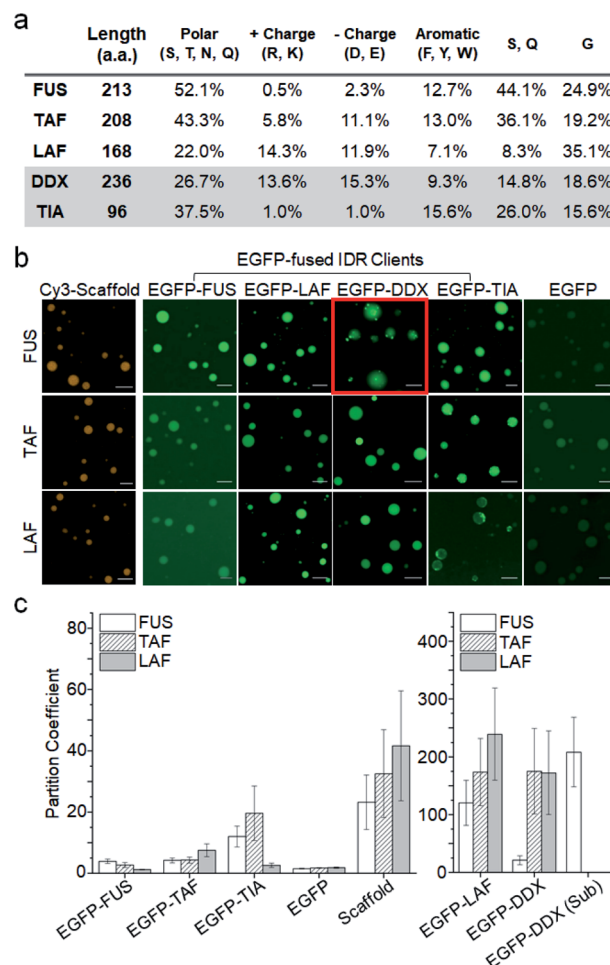 a
Length (a.a.) Polar (S, T, N, Q) + Charge (R, K) - Charge (D, E) Aromatic (F, Y, W) S, Q G
FUS 213 52.1% 0.5% 2.3% 12.7% 44.1% 24.9%
TAF 208 43.3% 5.8% 11.1% 13.0% 36.1% 19.2%
LAF 168 22.0% 14.3% 11.9% 7.1% 8.3% 35.1%
DDX 236 26.7% 13.6% 15.3% 9.3% 14.8% 18.6%
TIA 96 37.5% 1.0% 1.0% 15.6% 26.0% 15.6%
b
EGFP-fused IDR Clients
Cy3-Scaffold EGFP-FUS EGFP-LAF EGFP-DDX EGFP-TIA EGFP
FUS
TAF
LAF
c
Partition Coefficient
80
60
40
20
0
FUS
TAF
LAF
EGFP-FUS
EGFP-TAF
EGFP-TIA
EGFP
Scaffold
450
300
150
0
FUS
TAF
LAF
EGFP-LAF
EGFP-DDX
EGFP-DDX (Sub)